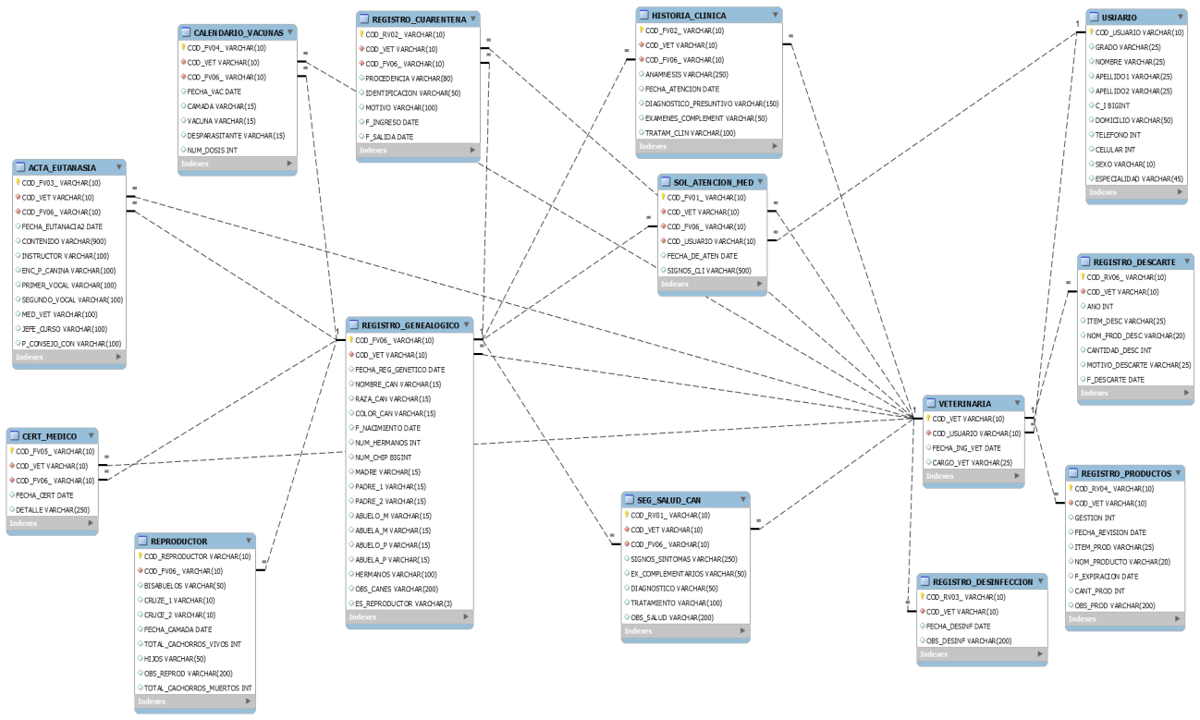 CALENDARIO_VACUNAS
COD_FV04_ VARCHAR(10)
COD_VET VARCHAR(10)
COD_FV06_ VARCHAR(10)
FECHA_VAC DATE
CAMADA VARCHAR(15)
VACUNA VARCHAR(15)
DESPARASITANTE VARCHAR(15)
NUM_DOSIS INT
Indexes
REGISTRO_CUARENTENA
COD_RV02_ VARCHAR(10)
COD_VET VARCHAR(10)
COD_FV06_ VARCHAR(10)
PROCEDENCIA VARCHAR(80)
IDENTIFICACION VARCHAR(50)
MOTIVO VARCHAR(100)
F_INGRESO DATE
F_SALIDA DATE
Indexes
HISTORIA_CLINICA
COD_FV02_ VARCHAR(10)
COD_VET VARCHAR(10)
COD_FV06_ VARCHAR(10)
ANAMNESIS VARCHAR(250)
FECHA_ATENCION DATE
DIAGNOSTICO_PRESUNTIVO VARCHAR(150)
EXAMENES_COMPLEMENT VARCHAR(50)
TRATAM_CLIN VARCHAR(100)
Indexes
USUARIO
COD_USUARIO VARCHAR(10)
GRADO VARCHAR(25)
NOMBRE VARCHAR(25)
APELLIDO1 VARCHAR(25)
APELLIDO2 VARCHAR(25)
C_I BIGINT
DOMICILIO VARCHAR(50)
TELEFONO INT
CELULAR INT
SEXO VARCHAR(10)
ESPECIALIDAD VARCHAR(45)
Indexes
ACTA_EUTANASIA
COD_FV03_ VARCHAR(10)
COD_VET VARCHAR(10)
COD_FV06_ VARCHAR(10)
FECHA_EUTANACIA2 DATE
CONTENIDO VARCHAR(900)
INSTRUCTOR VARCHAR(100)
ENC_P_CANINA VARCHAR(100)
PRIMER_VOCAL VARCHAR(100)
SEGUNDO_VOCAL VARCHAR(100)
MED_VET VARCHAR(100)
JEFE_CURSO VARCHAR(100)
P_CONSEJO_CON VARCHAR(100)
Indexes
SOL_ATENCION_MED
COD_FV01_ VARCHAR(10)
COD_VET VARCHAR(10)
COD_FV06_ VARCHAR(10)
COD_USUARIO VARCHAR(10)
FECHA_DE_ATEN DATE
SIGNOS_CLI VARCHAR(500)
Indexes
REGISTRO_DESCARTE
COD_RV06_ VARCHAR(10)
COD_VET VARCHAR(10)
ANO INT
ITEM_DESC VARCHAR(25)
NOM_PROD_DESC VARCHAR(20)
CANTIDAD_DESC INT
MOTIVO_DESCARTE VARCHAR(25)
F_DESCARTE DATE
Indexes
REGISTRO_GENEALOGICO
COD_FV06_ VARCHAR(10)
COD_VET VARCHAR(10)
FECHA_REG_GENETICO DATE
NOMBRE_CAN VARCHAR(15)
RAZA_CAN VARCHAR(15)
COLOR_CAN VARCHAR(15)
F_NACIMIENTO DATE
NUM_HERMANOS INT
NUM_CHIP BIGINT
MADRE VARCHAR(15)
PADRE_1 VARCHAR(15)
PADRE_2 VARCHAR(15)
ABUELO_M VARCHAR(15)
ABUELA_M VARCHAR(15)
ABUELO_P VARCHAR(15)
ABUELA_P VARCHAR(15)
HERMANOS VARCHAR(100)
OBS_CANES VARCHAR(200)
ES_REPRODUCTOR VARCHAR(3)
Indexes
VETERINARIA
COD_VET VARCHAR(10)
COD_USUARIO VARCHAR(10)
FECHA_ING_VET DATE
CARGO_VET VARCHAR(25)
Indexes
CERT_MEDICO
COD_FV05_ VARCHAR(10)
COD_VET VARCHAR(10)
COD_FV06_ VARCHAR(10)
FECHA_CERT DATE
DETALLE VARCHAR(250)
Indexes
REGISTRO_PRODUCTOS
COD_RV04_ VARCHAR(10)
COD_VET VARCHAR(10)
GESTION INT
FECHA_REVISION DATE
ITEM_PROD VARCHAR(25)
NOM_PRODUCTO VARCHAR(20)
F_EXPIRACION DATE
CANT_PROD INT
OBS_PROD VARCHAR(200)
Indexes
SEG_SALUD_CAN
COD_RV01_ VARCHAR(10)
COD_VET VARCHAR(10)
COD_FV06_ VARCHAR(10)
SIGNOS_SINTOMAS VARCHAR(250)
EX_COMPLEMENTARIOS VARCHAR(50)
DIAGNOSTICO VARCHAR(50)
TRATAMIENTO VARCHAR(100)
OBS_SALUD VARCHAR(200)
Indexes
REPRODUCTOR
COD_REPRODUCTOR VARCHAR(10)
COD_FV06_ VARCHAR(10)
BISABUELOS VARCHAR(50)
CRUZE_1 VARCHAR(10)
CRUCE_2 VARCHAR(10)
FECHA_CAMADA DATE
TOTAL_CACHORROS_VIVOS INT
HIJOS VARCHAR(50)
OBS_REPROD VARCHAR(200)
TOTAL_CACHORROS_MUERTOS INT
Indexes
REGISTRO_DESINFECCION
COD_RV03_ VARCHAR(10)
COD_VET VARCHAR(10)
FECHA_DESINF DATE
OBS_DESINF VARCHAR(200)
Indexes